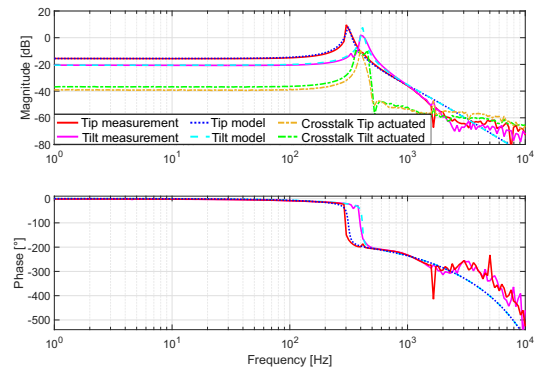 20
0
-20
-40
-60
-80
Magnitude [dB]
Tip measurement Tip model Crosstalk Tip actuated
Tilt measurement Tilt model Crosstalk Tilt actuated
10^0 10^1 10^2 10^3 10^4
0
-100
-200
-300
-400
-500
Phase [°]
10^0 10^1 10^2 10^3 10^4
Frequency [Hz]